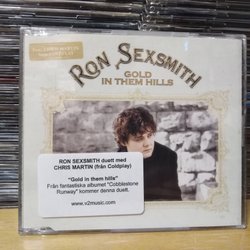 RON SEXSMITH
GOLD
IN THEM HILLS
RON SEXSMITH duett med
CHRIS MARTIN (från Coldplay)
"Gold in them hills"
Från fantastiska albumet "Cobblestone
Runway" kommer denna duett.
www.v2music.com